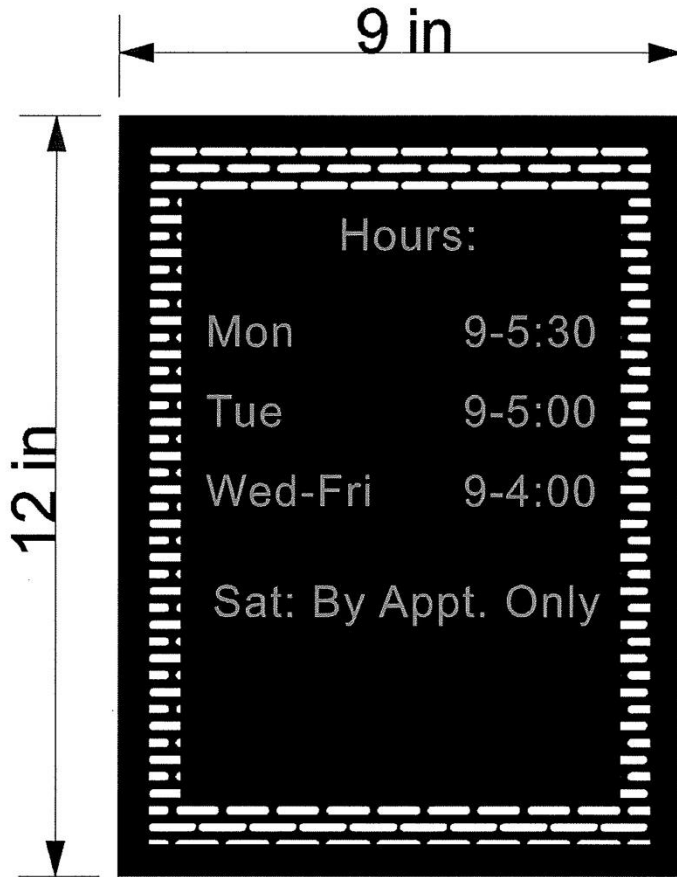 9 in
12 in
Hours:
Mon 9-5:30
Tue 9-5:00
Wed-Fri 9-4:00
Sat: By Appt. Only